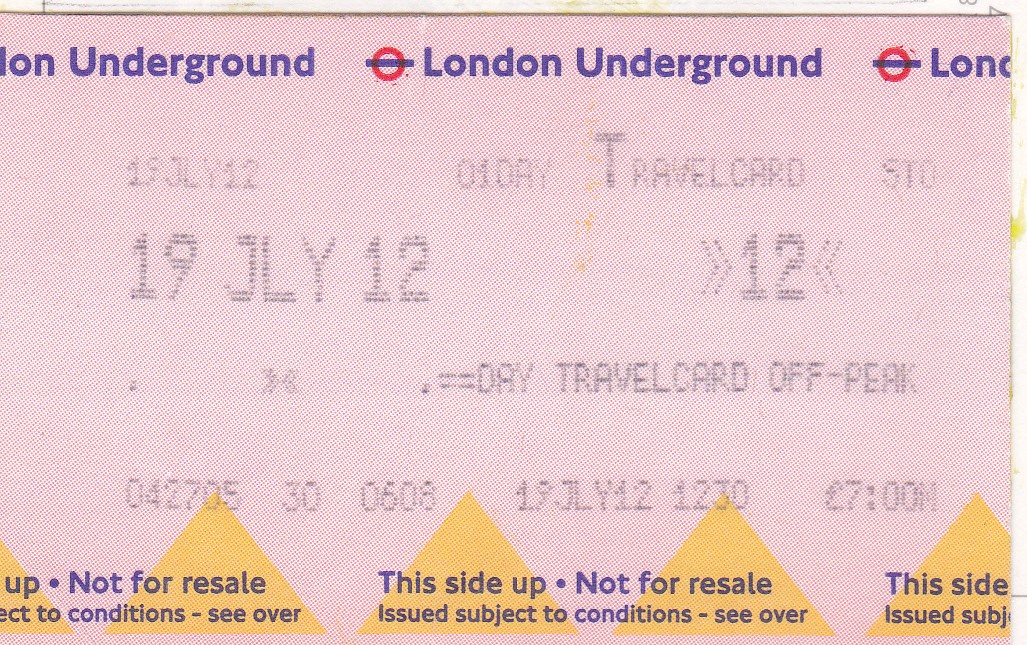 don Underground London Underground Lond
19JLY12 01DAY TRAVELCARD STD
19 JLY 12 »12«
. »« .==DAY TRAVELCARD OFF-PEAK
042705 30 0608 19JLY12 1230 £7:00M
up • Not for resale This side up • Not for resale This side
ect to conditions - see over Issued subject to conditions - see over Issued subj